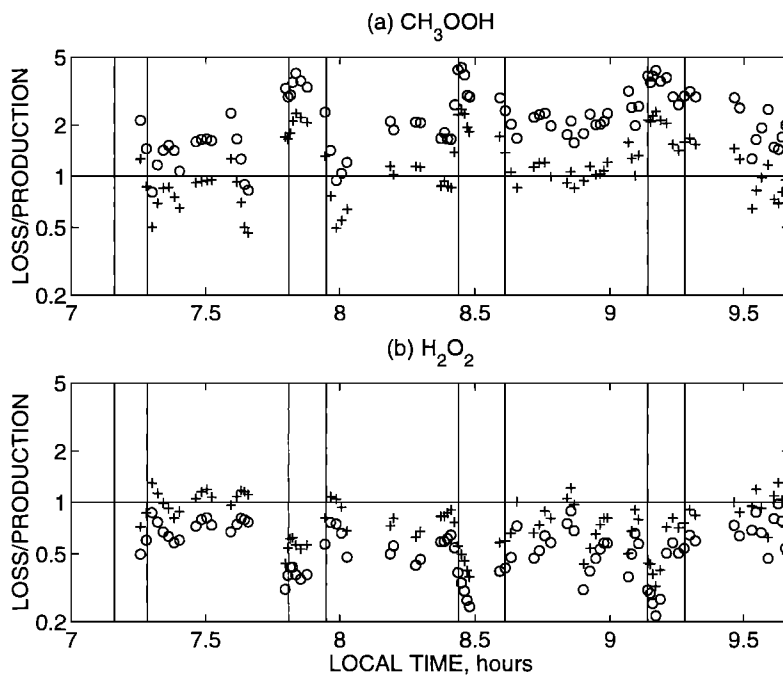 (a) CH₃OOH
LOSS/PRODUCTION
5
2
1
0.5
0.2
7 7.5 8 8.5 9 9.5
(b) H₂O₂
LOSS/PRODUCTION
5
2
1
0.5
0.2
7 7.5 8 8.5 9 9.5
LOCAL TIME, hours